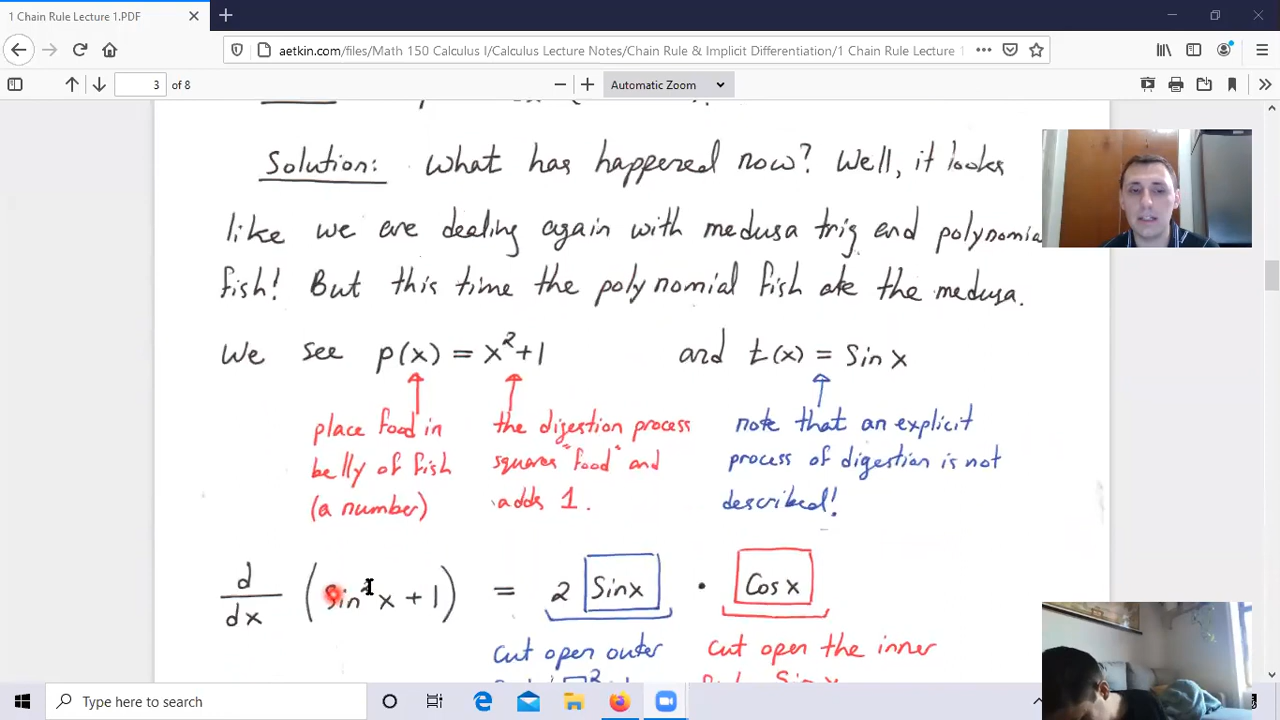 1 Chain Rule Lecture 1.PDF
aetkin.com/files/Math 150 Calculus I/Calculus Lecture Notes/Chain Rule & Implicit Differentiation/1 Chain Rule Lecture 1
3 of 8
Automatic Zoom
Solution: What has happened now? Well, it looks
like we are dealing again with medusa trig and polynomia
fish! But this time the polynomial fish ate the medusa.
We see p(x) = x²+1 and t(x) = Sin x
place food in
belly of fish
(a number)
the digestion process
squares "food" and
adds 1.
note that an explicit
process of digestion is not
described!
d/dx (Sin²x + 1) = 2 Sinx · Cosx
cut open outer
cut open the inner
Type here to search